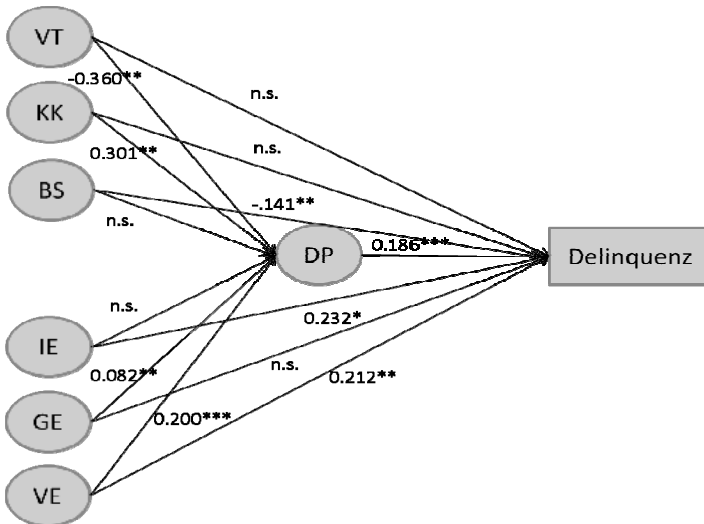 VT
-0.360**
n.s.
KK
n.s.
0.301**
BS
-.141**
n.s.
DP
0.186***
Delinquenz
n.s.
IE
0.232*
0.082**
n.s.
0.212**
GE
0.200***
VE